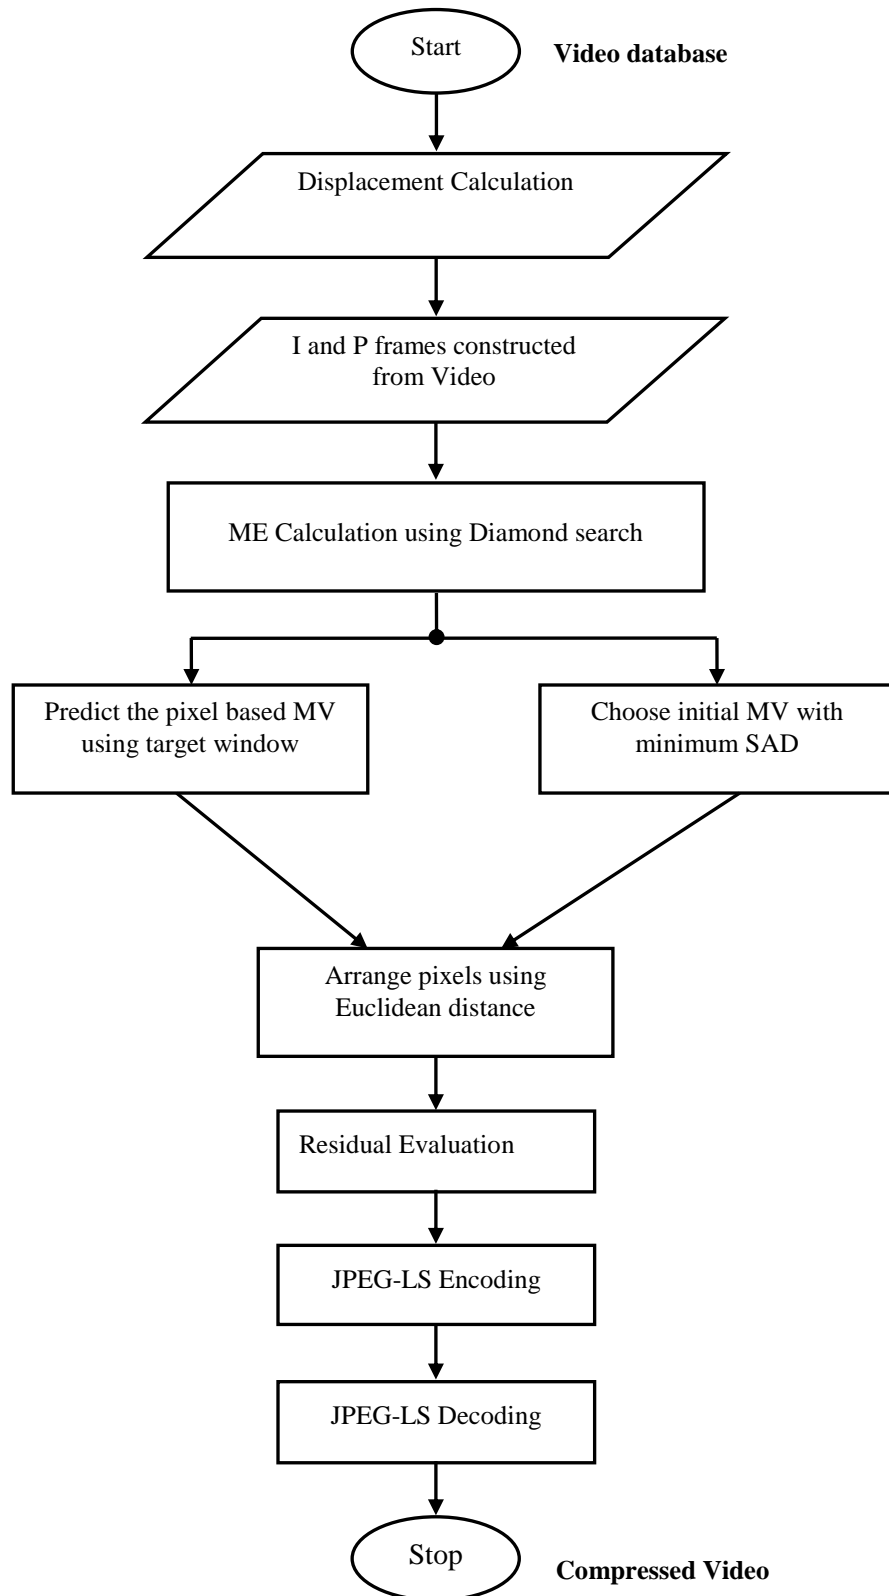 Start
Video database
Displacement Calculation
I and P frames constructed
from Video
ME Calculation using Diamond search
Predict the pixel based MV
using target window
Choose initial MV with
minimum SAD
Arrange pixels using
Euclidean distance
Residual Evaluation
JPEG-LS Encoding
JPEG-LS Decoding
Stop
Compressed Video